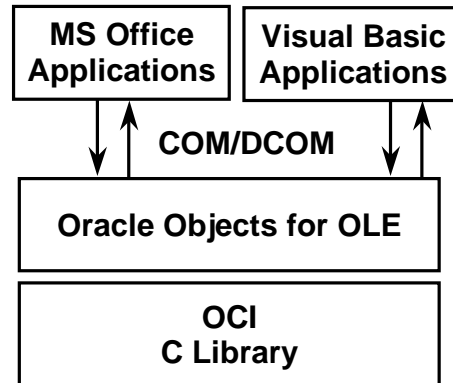 MS Office
Applications
Visual Basic
Applications
COM/DCOM
Oracle Objects for OLE
OCI
C Library